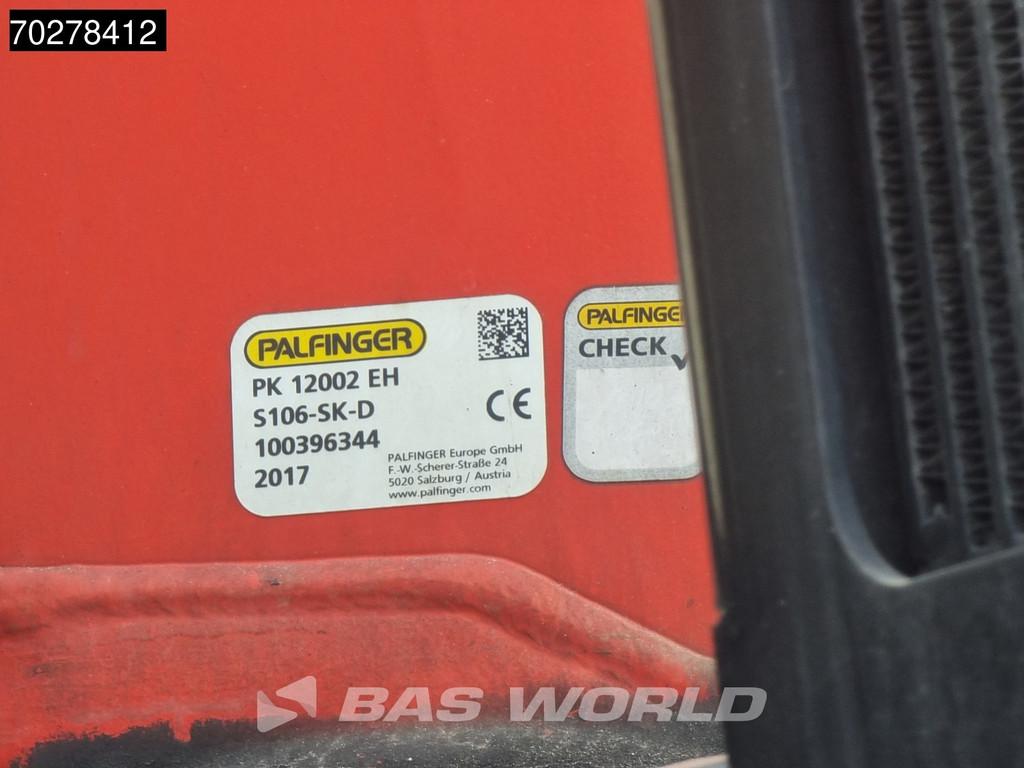 70278412
PALFINGER
PK 12002 EH
S106-SK-D
100396344
2017
CE
PALFINGER Europe GmbH
F.-W.-Scherer-Straße 24
5020 Salzburg / Austria
www.palfinger.com
PALFINGE
CHECK
BAS WORLD